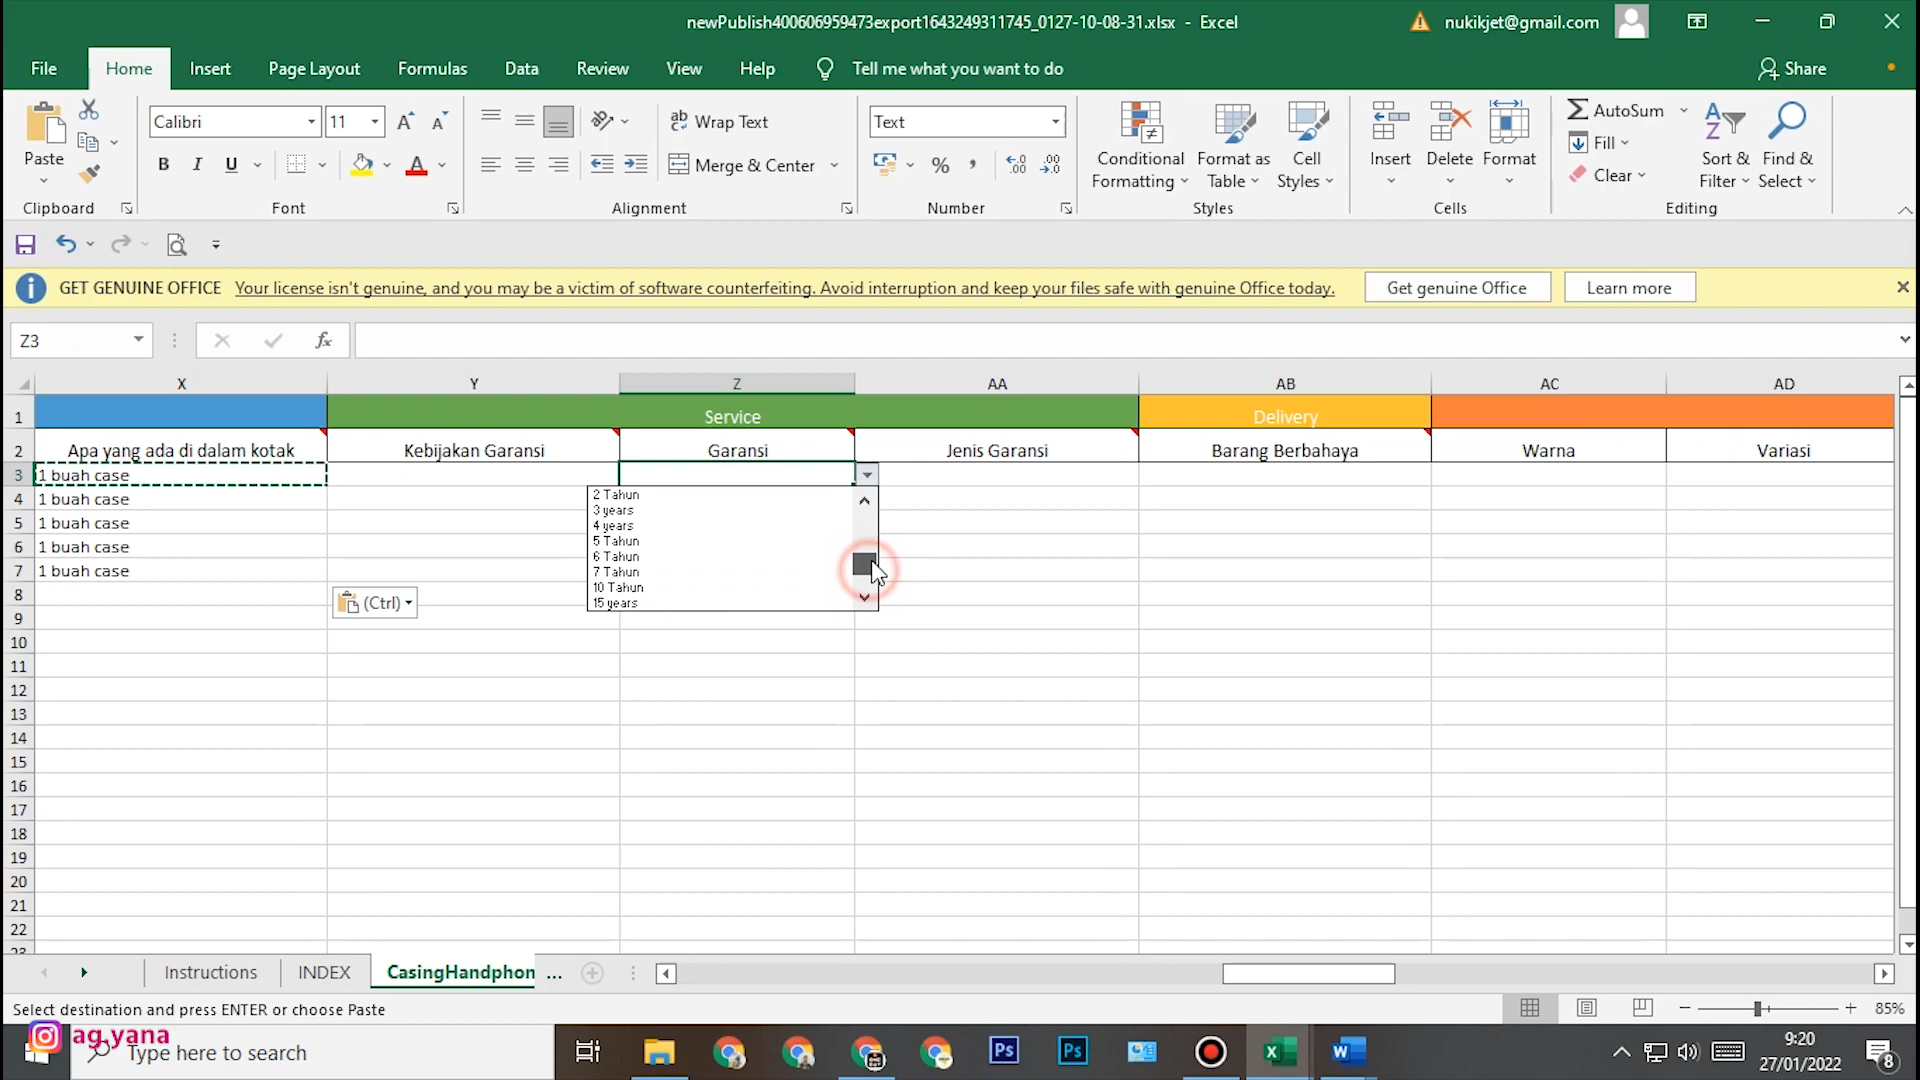 newPublish400606959473export1643249311745_0127-10-08-31.xlsx - Excel
nukikjet@gmail.com
File Home Insert Page Layout Formulas Data Review View Help Tell me what you want to do Share
Calibri 11
Wrap Text
Text
AutoSum
Fill
Clear
Paste
B I U
Merge & Center
Conditional Formatting
Format as Table
Cell Styles
Insert Delete Format
Sort & Filter
Find & Select
Clipboard Font Alignment Number Styles Cells Editing
GET GENUINE OFFICE Your license isn't genuine, and you may be a victim of software counterfeiting. Avoid interruption and keep your files safe with genuine Office today. Get genuine Office Learn more
Z3 fx
X Y Z AA AB AC AD
1 Service Delivery
2 Apa yang ada di dalam kotak Kebijakan Garansi Garansi Jenis Garansi Barang Berbahaya Warna Variasi
3 1 buah case
4 1 buah case
5 1 buah case
6 1 buah case
7 1 buah case
2 Tahun
3 years
4 years
5 Tahun
6 Tahun
7 Tahun
10 Tahun
15 years
(Ctrl)
8
9
10
11
12
13
14
15
16
17
18
19
20
21
22
23
Instructions INDEX CasingHandphon ...
Select destination and press ENTER or choose Paste
85%
ag.yana
Type here to search
Ps Ps
9:20
27/01/2022
8